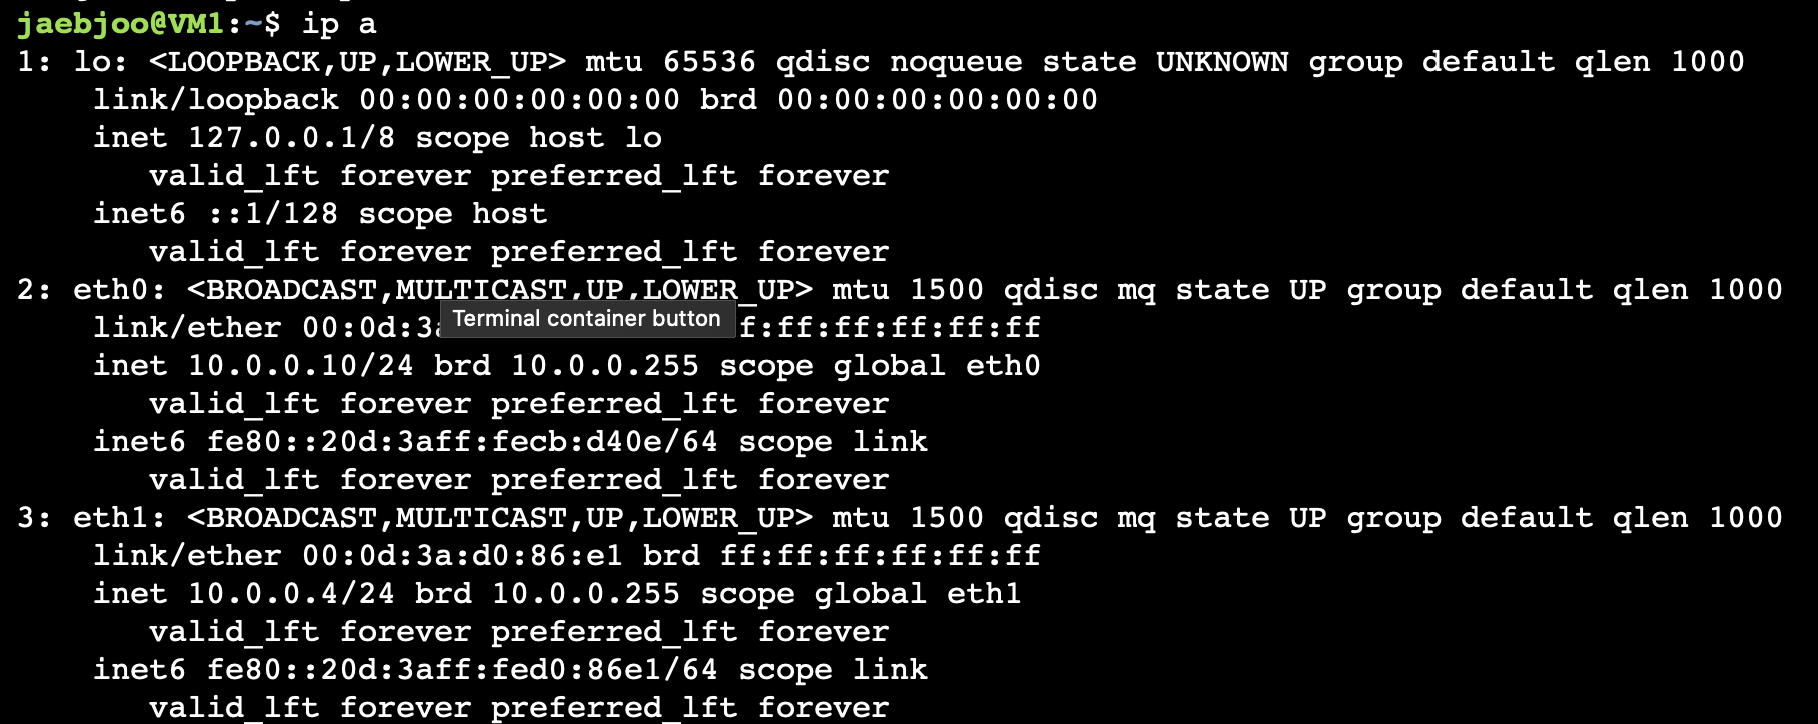 jaebjoo@VM1:~$ ip a
1: lo: <LOOPBACK,UP,LOWER_UP> mtu 65536 qdisc noqueue state UNKNOWN group default qlen 1000
    link/loopback 00:00:00:00:00:00 brd 00:00:00:00:00:00
    inet 127.0.0.1/8 scope host lo
       valid_lft forever preferred_lft forever
    inet6 ::1/128 scope host
       valid_lft forever preferred_lft forever
2: eth0: <BROADCAST,MULTICAST,UP,LOWER_UP> mtu 1500 qdisc mq state UP group default qlen 1000
Terminal container button
    link/ether 00:0d:3a f:ff:ff:ff:ff:ff
    inet 10.0.0.10/24 brd 10.0.0.255 scope global eth0
       valid_lft forever preferred_lft forever
    inet6 fe80::20d:3aff:fecb:d40e/64 scope link
       valid_lft forever preferred_lft forever
3: eth1: <BROADCAST,MULTICAST,UP,LOWER_UP> mtu 1500 qdisc mq state UP group default qlen 1000
    link/ether 00:0d:3a:d0:86:e1 brd ff:ff:ff:ff:ff:ff
    inet 10.0.0.4/24 brd 10.0.0.255 scope global eth1
       valid_lft forever preferred_lft forever
    inet6 fe80::20d:3aff:fed0:86e1/64 scope link
       valid_lft forever preferred_lft forever